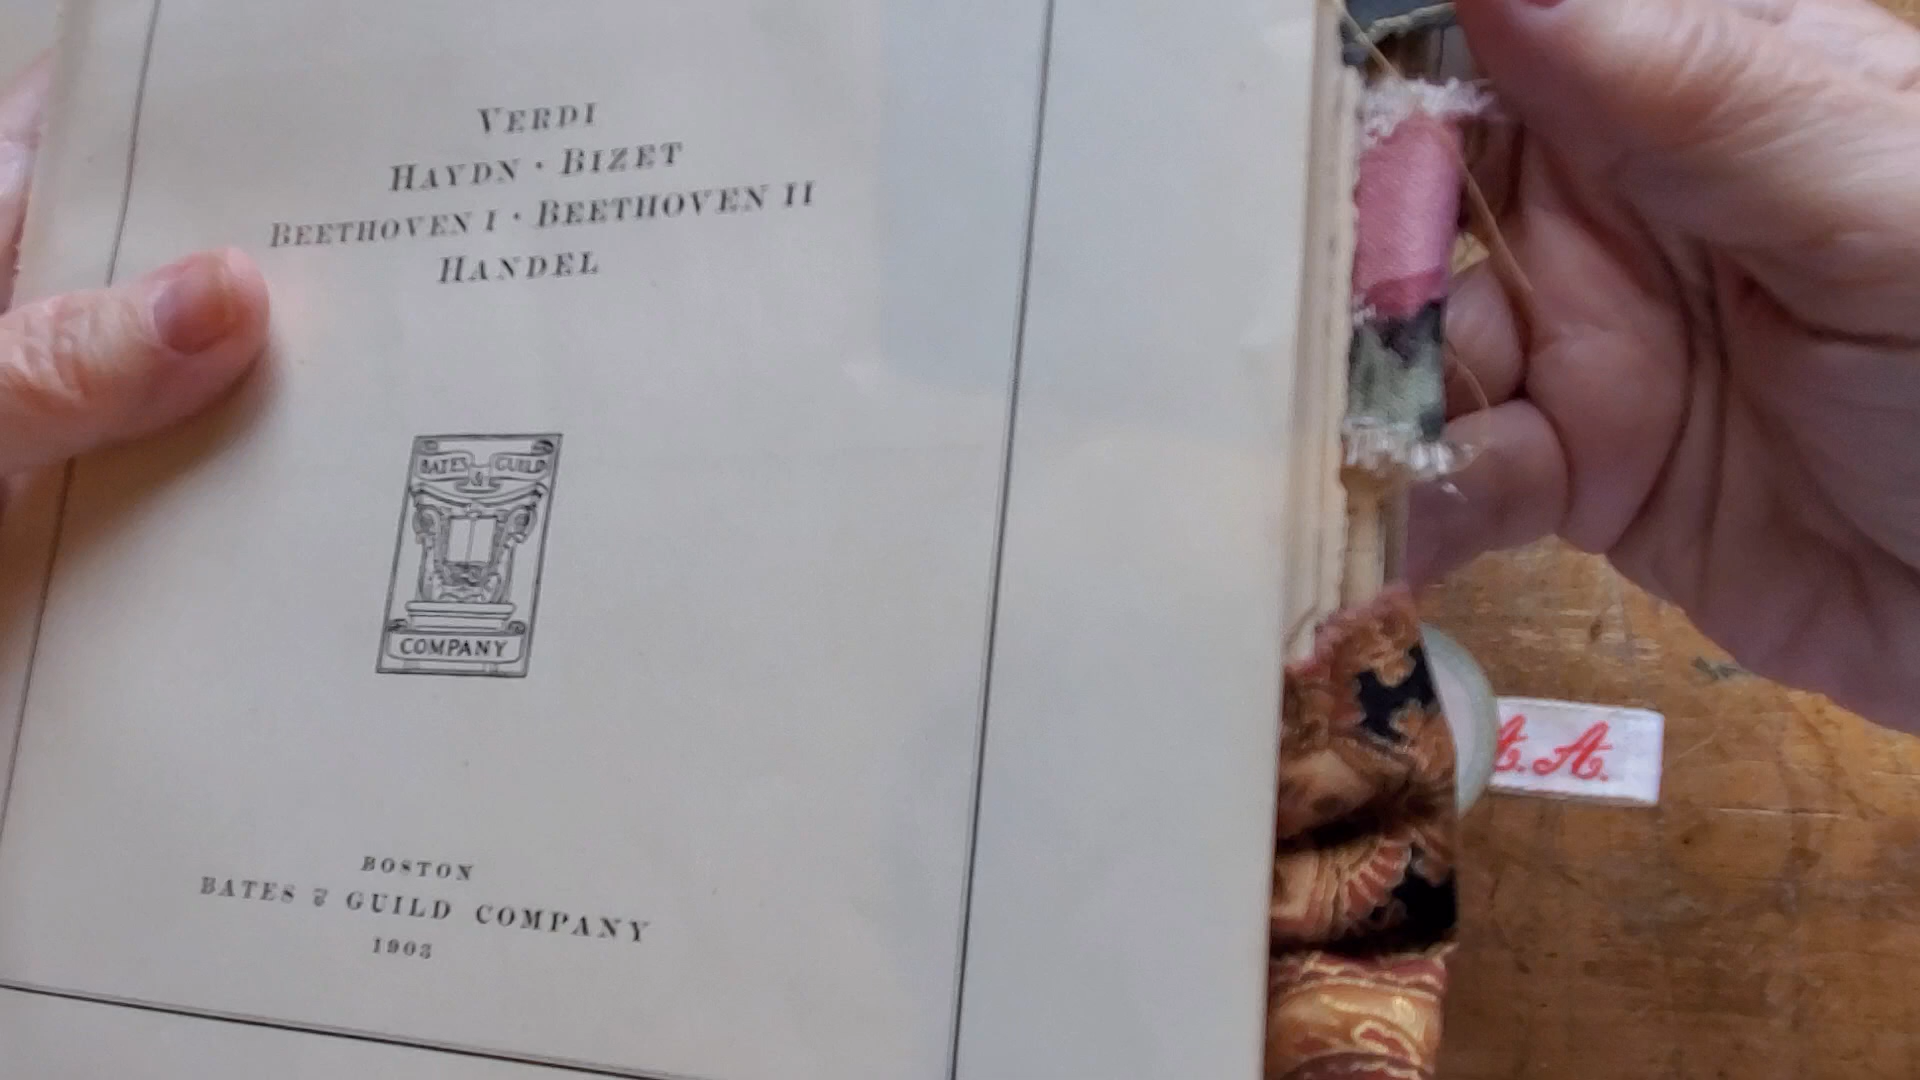 VERDI
HAYDN · BIZET
BEETHOVEN I · BEETHOVEN II
HANDEL
BATES & GUILD
COMPANY
BOSTON
BATES & GUILD COMPANY
1903
A. A.